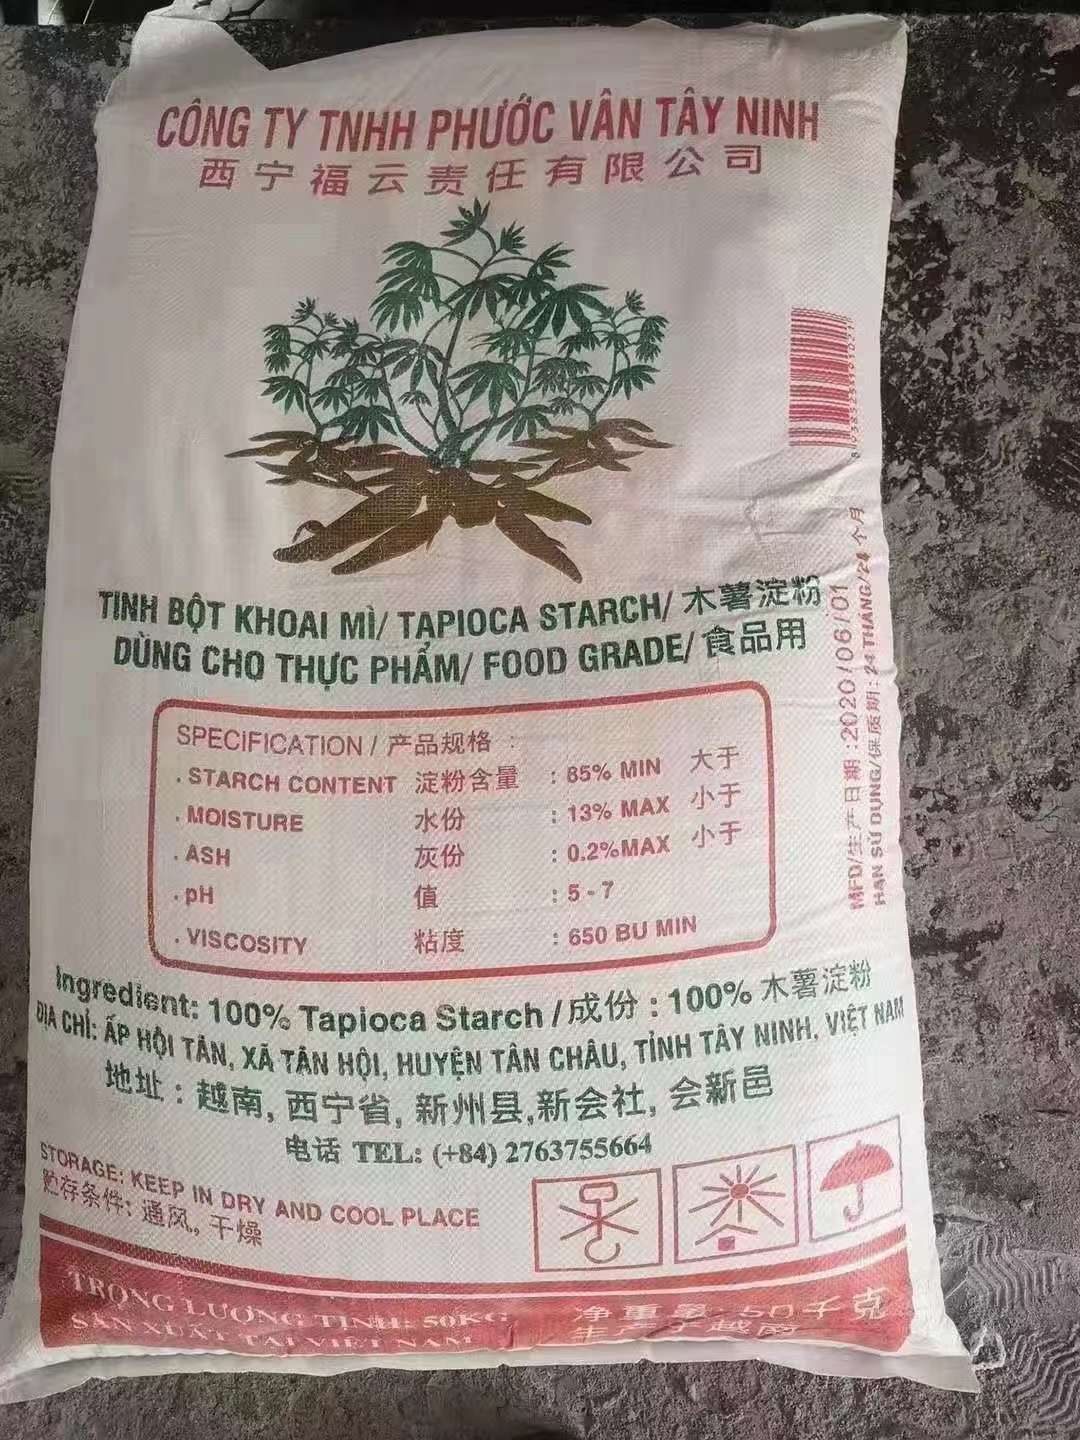 CÔNG TY TNHH PHƯỚC VÂN TÂY NINH
西宁福云责任有限公司
TINH BỘT KHOAI MÌ/ TAPIOCA STARCH/ 木薯淀粉
DÙNG CHO THỰC PHẨM/ FOOD GRADE/ 食品用
SPECIFICATION / 产品规格 :
. STARCH CONTENT 淀粉含量 : 85% MIN 大于
. MOISTURE 水份 : 13% MAX 小于
. ASH 灰份 : 0.2%MAX 小于
. pH 值 : 5 - 7
. VISCOSITY 粘度 : 650 BU MIN
MFD/生产日期 :2020/06/01
HẠN SỬ DỤNG/保质期: 24 THÁNG/24 个月
Ingredient: 100% Tapioca Starch / 成份 : 100% 木薯淀粉
ĐỊA CHỈ: ẤP HỘI TÂN, XÃ TÂN HỘI, HUYỆN TÂN CHÂU, TỈNH TÂY NINH, VIỆT NAM
地址 : 越南, 西宁省, 新州县,新会社, 会新邑
电话 TEL: (+84) 2763755664
STORAGE: KEEP IN DRY AND COOL PLACE
贮存条件: 通风, 干燥
TRỌNG LƯỢNG TỊNH: 50KG 净重量: 50千克
SẢN XUẤT TẠI VIỆT NAM 生产于越南